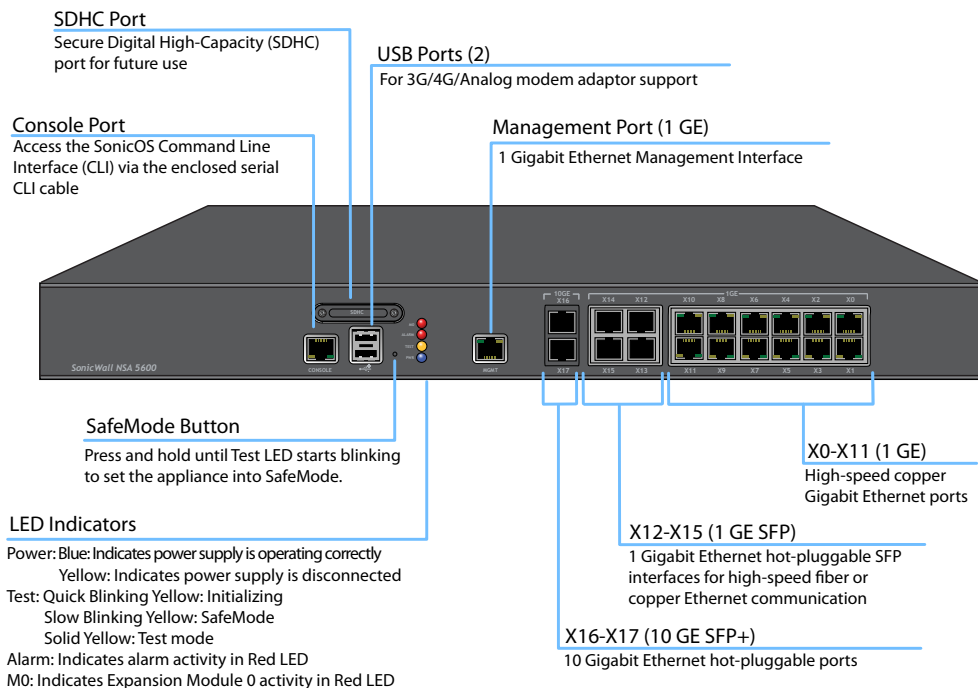 SDHC Port
Secure Digital High-Capacity (SDHC)
port for future use
USB Ports (2)
For 3G/4G/Analog modem adaptor support
Console Port
Access the SonicOS Command Line
Interface (CLI) via the enclosed serial
CLI cable
Management Port (1 GE)
1 Gigabit Ethernet Management Interface
10GE
X16
1GE
X14 X12
X10 X8 X6 X4 X2 X0
SDHC
M0
ALARM
TEST
PWR
SonicWall NSA 5600
CONSOLE
MGMT
X17
X15 X13
X11 X9 X7 X5 X3 X1
SafeMode Button
Press and hold until Test LED starts blinking
to set the appliance into SafeMode.
X0-X11 (1 GE)
High-speed copper
Gigabit Ethernet ports
LED Indicators
Power: Blue: Indicates power supply is operating correctly
Yellow: Indicates power supply is disconnected
Test: Quick Blinking Yellow: Initializing
Slow Blinking Yellow: SafeMode
Solid Yellow: Test mode
Alarm: Indicates alarm activity in Red LED
M0: Indicates Expansion Module 0 activity in Red LED
X12-X15 (1 GE SFP)
1 Gigabit Ethernet hot-pluggable SFP
interfaces for high-speed fiber or
copper Ethernet communication
X16-X17 (10 GE SFP+)
10 Gigabit Ethernet hot-pluggable ports